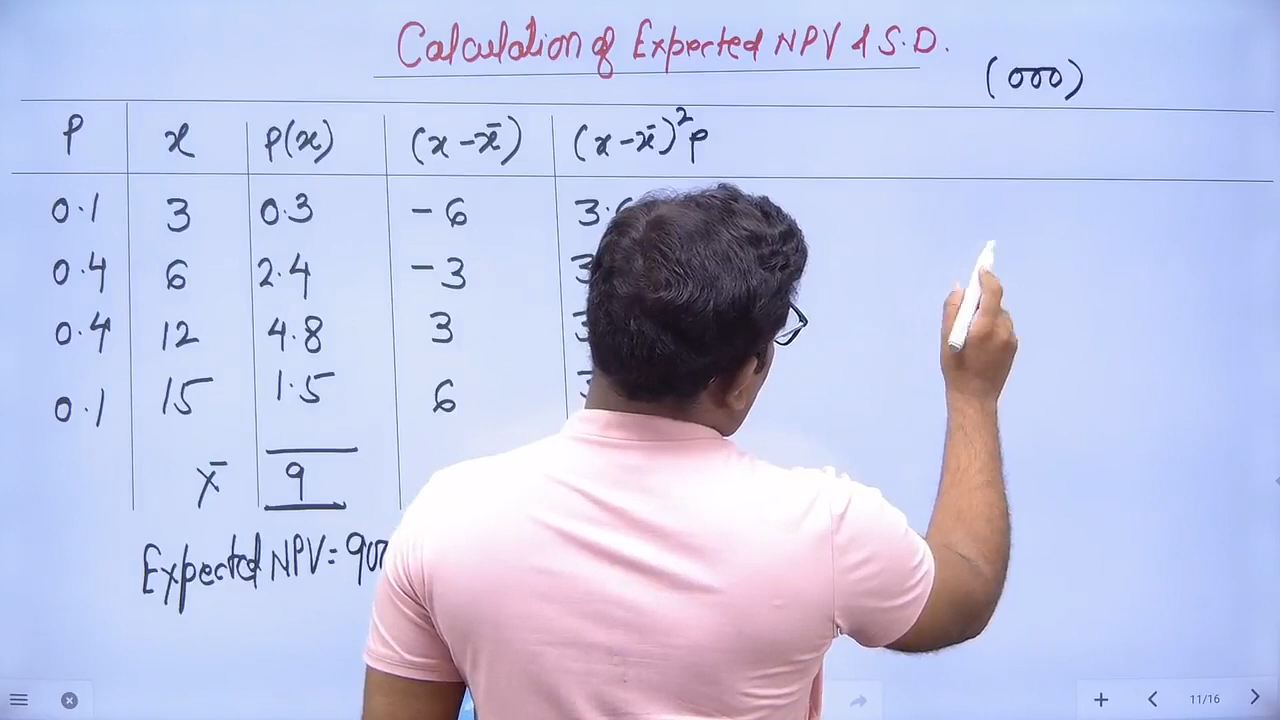 Calculation of Expected NPV & S.D.
(000)
P x P(x) (x-x̄) (x-x̄)²P
0.1 3 0.3 -6
0.4 6 2.4 -3
0.4 12 4.8 3
0.1 15 1.5 6
x̄ 9
Expected NPV =
11/16